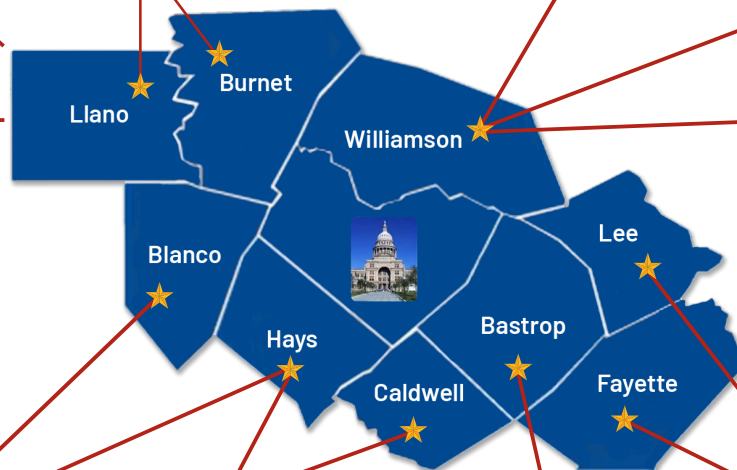 Burnet
Llano
Williamson
Lee
Blanco
Bastrop
Hays
Fayette
Caldwell